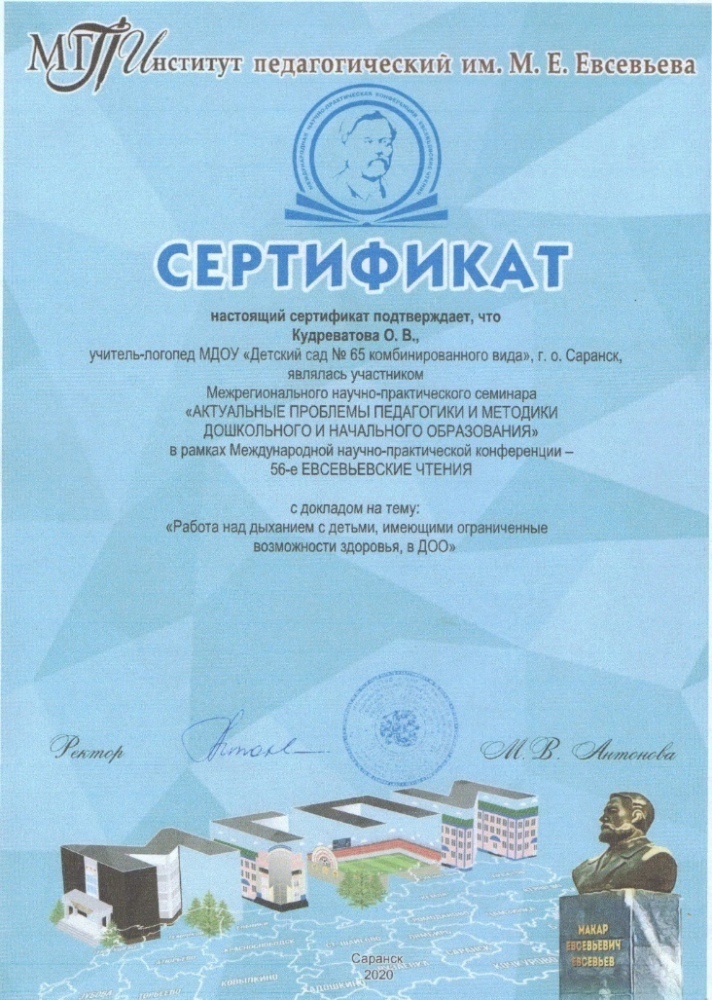 МГПИнститут педагогический им. М. Е. Евсевьева
МЕЖДУНАРОДНАЯ НАУЧНО-ПРАКТИЧЕСКАЯ КОНФЕРЕНЦИЯ ЕВСЕВЬЕВСКИЕ ЧТЕНИЯ
СЕРТИФИКАТ
настоящий сертификат подтверждает, что
Кудреватова О. В.,
учитель-логопед МДОУ «Детский сад № 65 комбинированного вида», г. о. Саранск,
являлась участником
Межрегионального научно-практического семинара
«АКТУАЛЬНЫЕ ПРОБЛЕМЫ ПЕДАГОГИКИ И МЕТОДИКИ
ДОШКОЛЬНОГО И НАЧАЛЬНОГО ОБРАЗОВАНИЯ»
в рамках Международной научно-практической конференции –
56-е ЕВСЕВЬЕВСКИЕ ЧТЕНИЯ
с докладом на тему:
«Работа над дыханием с детьми, имеющими ограниченные
возможности здоровья, в ДОО»
Ректор
М. В. Антонова
МАКАР
ЕВСЕВЬЕВИЧ
ЕВСЕВЬЕВ
КОВЫЛКИНО
ТОРБЕЕВО
Саранск
2020